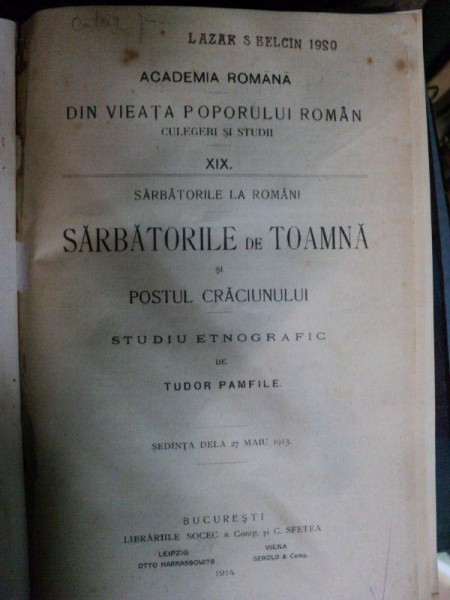 LAZAR S BELCIN 1920
ACADEMIA ROMÂNĂ
DIN VIEAȚA POPORULUI ROMÂN
CULEGERI ȘI STUDII
XIX.
SĂRBĂTORILE LA ROMÂNI
SĂRBĂTORILE DE TOAMNĂ
ȘI
POSTUL CRĂCIUNULUI
STUDIU ETNOGRAFIC
DE
TUDOR PAMFILE.
ȘEDINȚA DELA 27 MAIU 1913.
BUCUREȘTI
LIBRĂRIILE SOCEC & Comp. și C. SFETEA
LEIPZIG VIENA
OTTO HARRASSOWITZ GEROLD & Comp.
1914